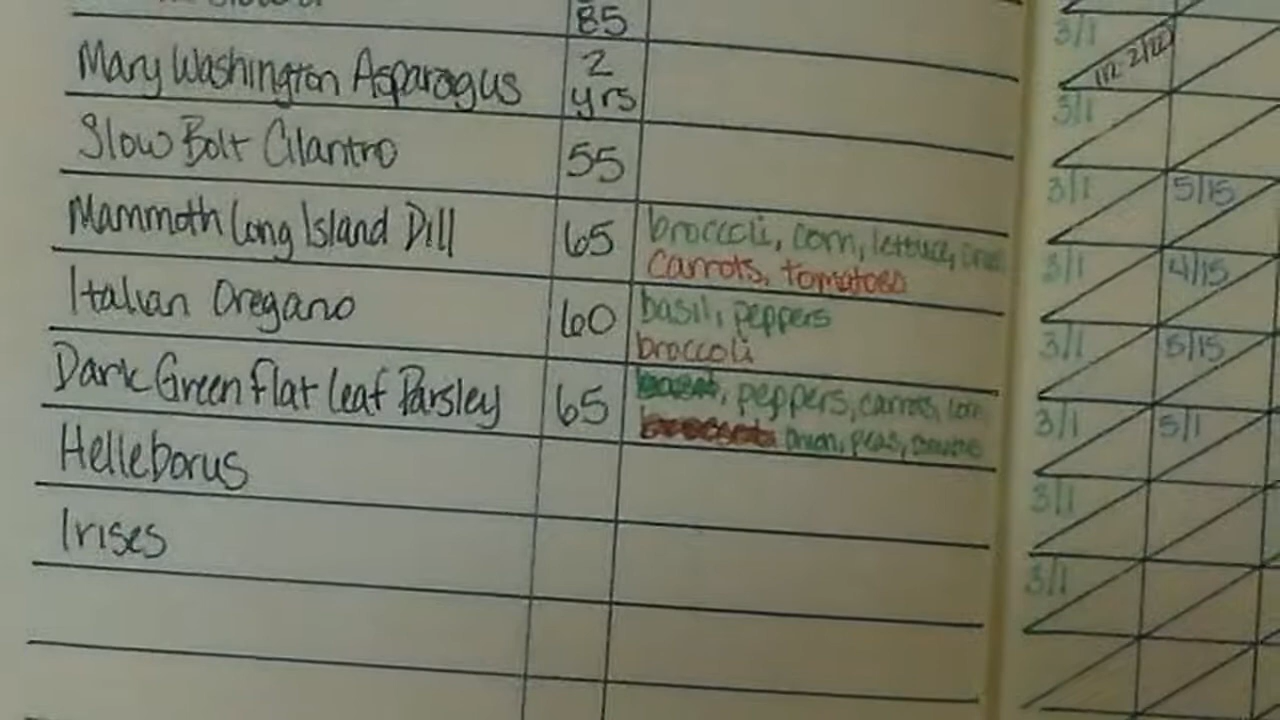 85
3/1
Mary Washington Asparagus 2 yrs
3/1
Slow Bolt Cilantro 55
3/1 5/15
Mammoth Long Island Dill 65 broccoli, corn, lettuce,
carrots, tomatoes
3/1 4/15
Italian Oregano 60 basil, peppers
broccoli
3/1 5/15
Dark Green Flat Leaf Parsley 65 peppers, carrots, corn
onion, peas,
3/1 5/1
Helleborus
3/1
Irises
3/1